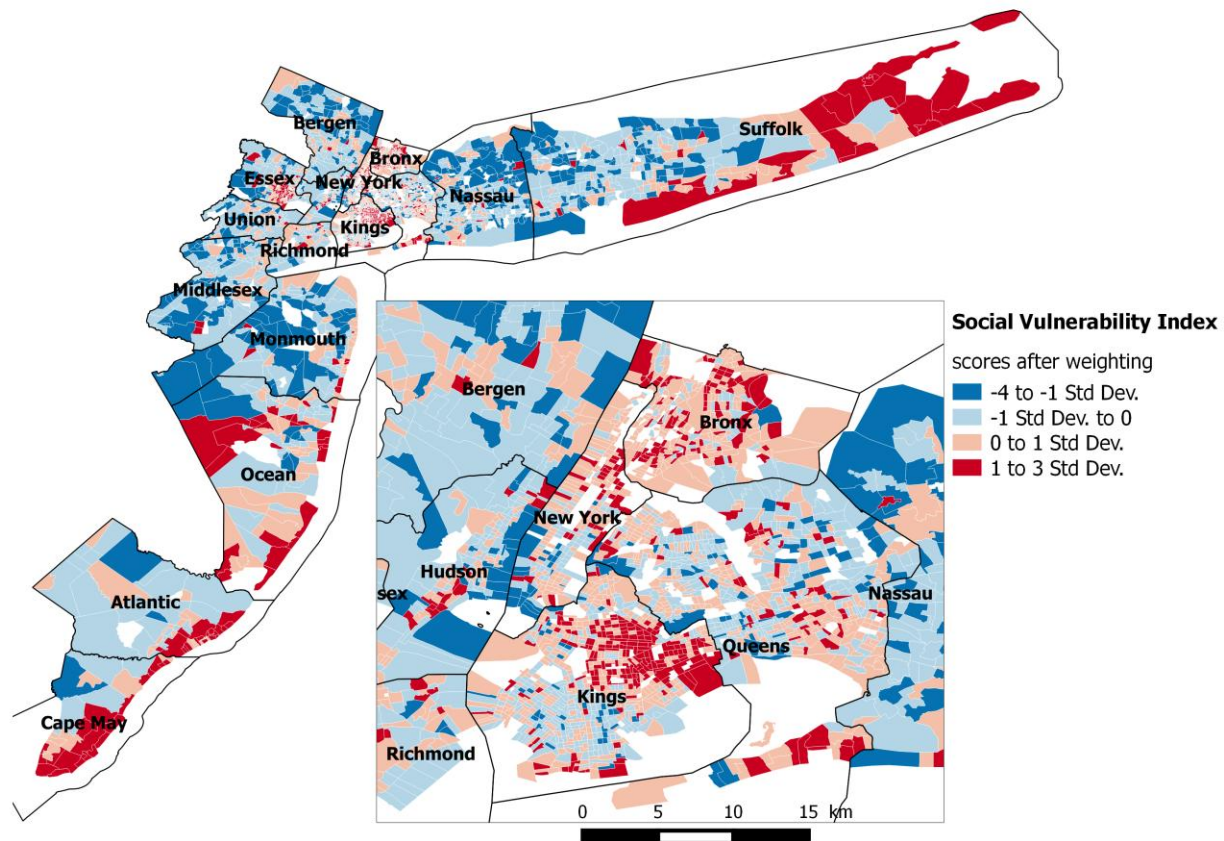 Suffolk
Bergen
Bronx
Essex
New York
Nassau
Union
Kings
Richmond
Middlesex
Monmouth
Ocean
Atlantic
Cape May
Bergen
Bronx
New York
Hudson
sex
Nassau
Queens
Kings
Richmond
0 5 10 15 km
Social Vulnerability Index
scores after weighting
-4 to -1 Std Dev.
-1 Std Dev. to 0
0 to 1 Std Dev.
1 to 3 Std Dev.